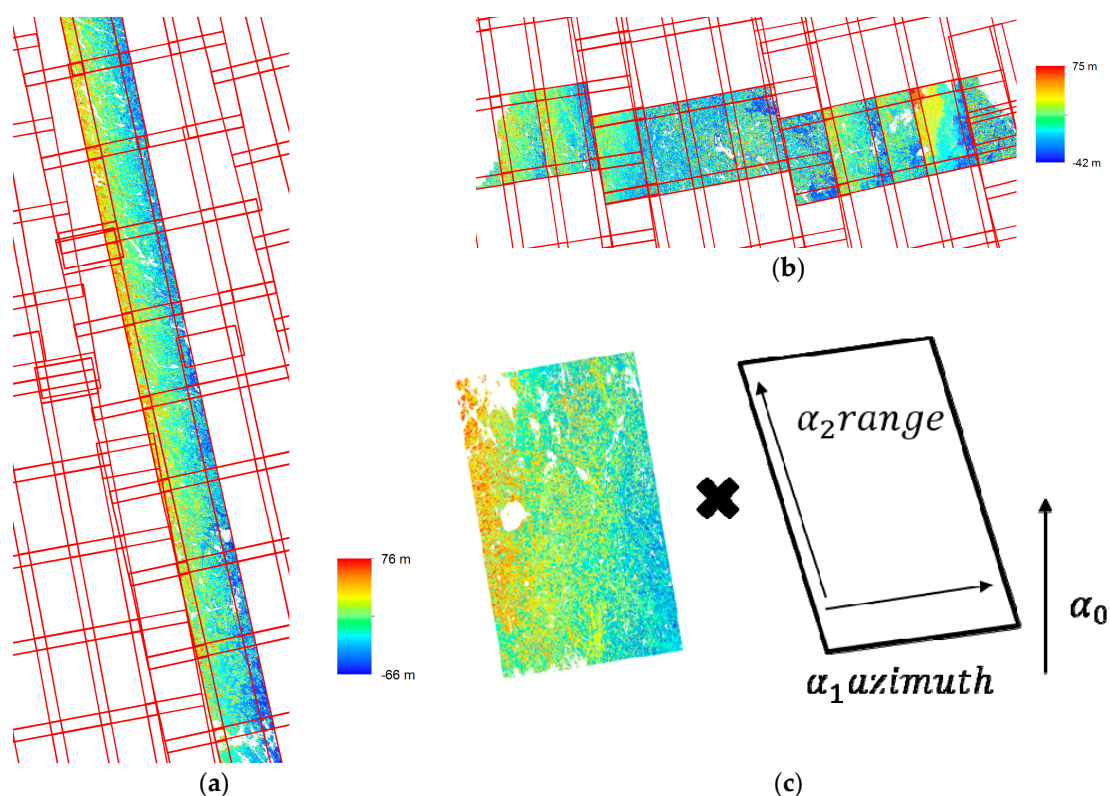 75 m
-42 m
(b)
α₂range
α₀
α₁azimuth
76 m
-66 m
(a)
(c)